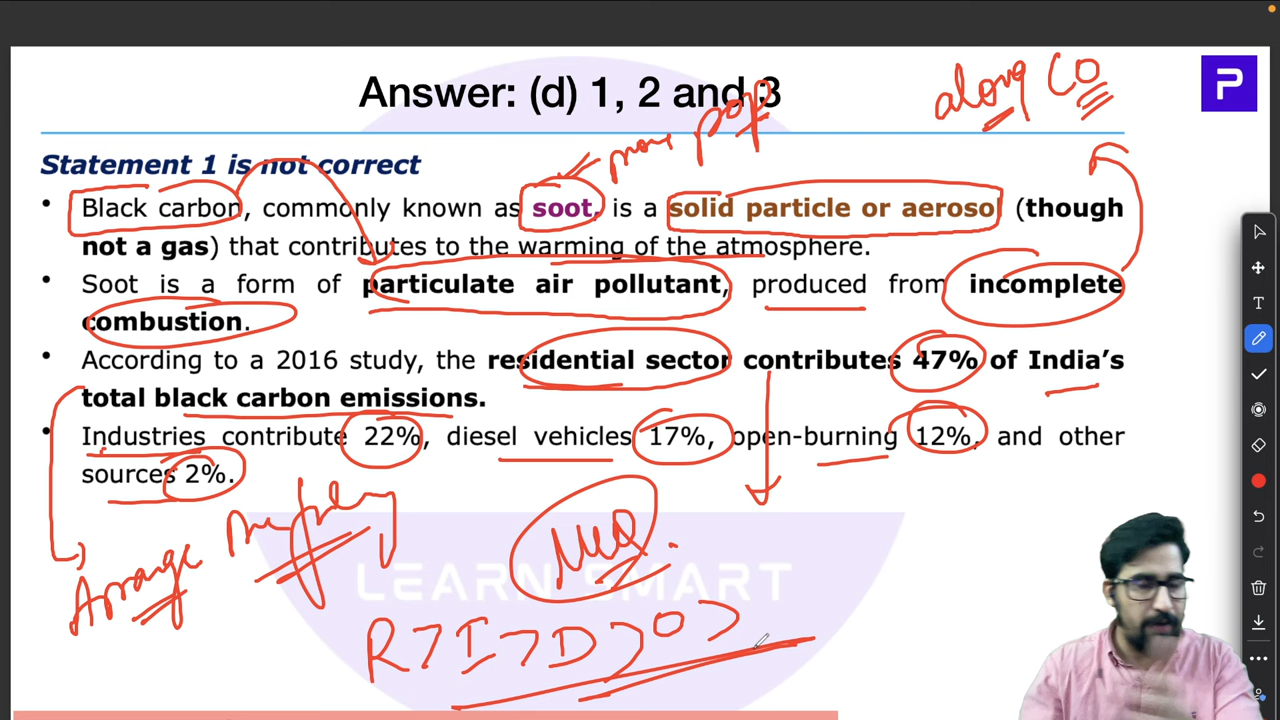 Answer: (d) 1, 2 and 3
along CO
more pop
Statement 1 is not correct
• Black carbon, commonly known as soot, is a solid particle or aerosol (though
not a gas) that contributes to the warming of the atmosphere.
• Soot is a form of particulate air pollutant, produced from incomplete
combustion.
• According to a 2016 study, the residential sector contributes 47% of India's
total black carbon emissions.
• Industries contribute 22%, diesel vehicles 17%, open-burning 12%, and other
sources 2%.
Arrange
MCQ
LEARN SMART
R > I > D > O >